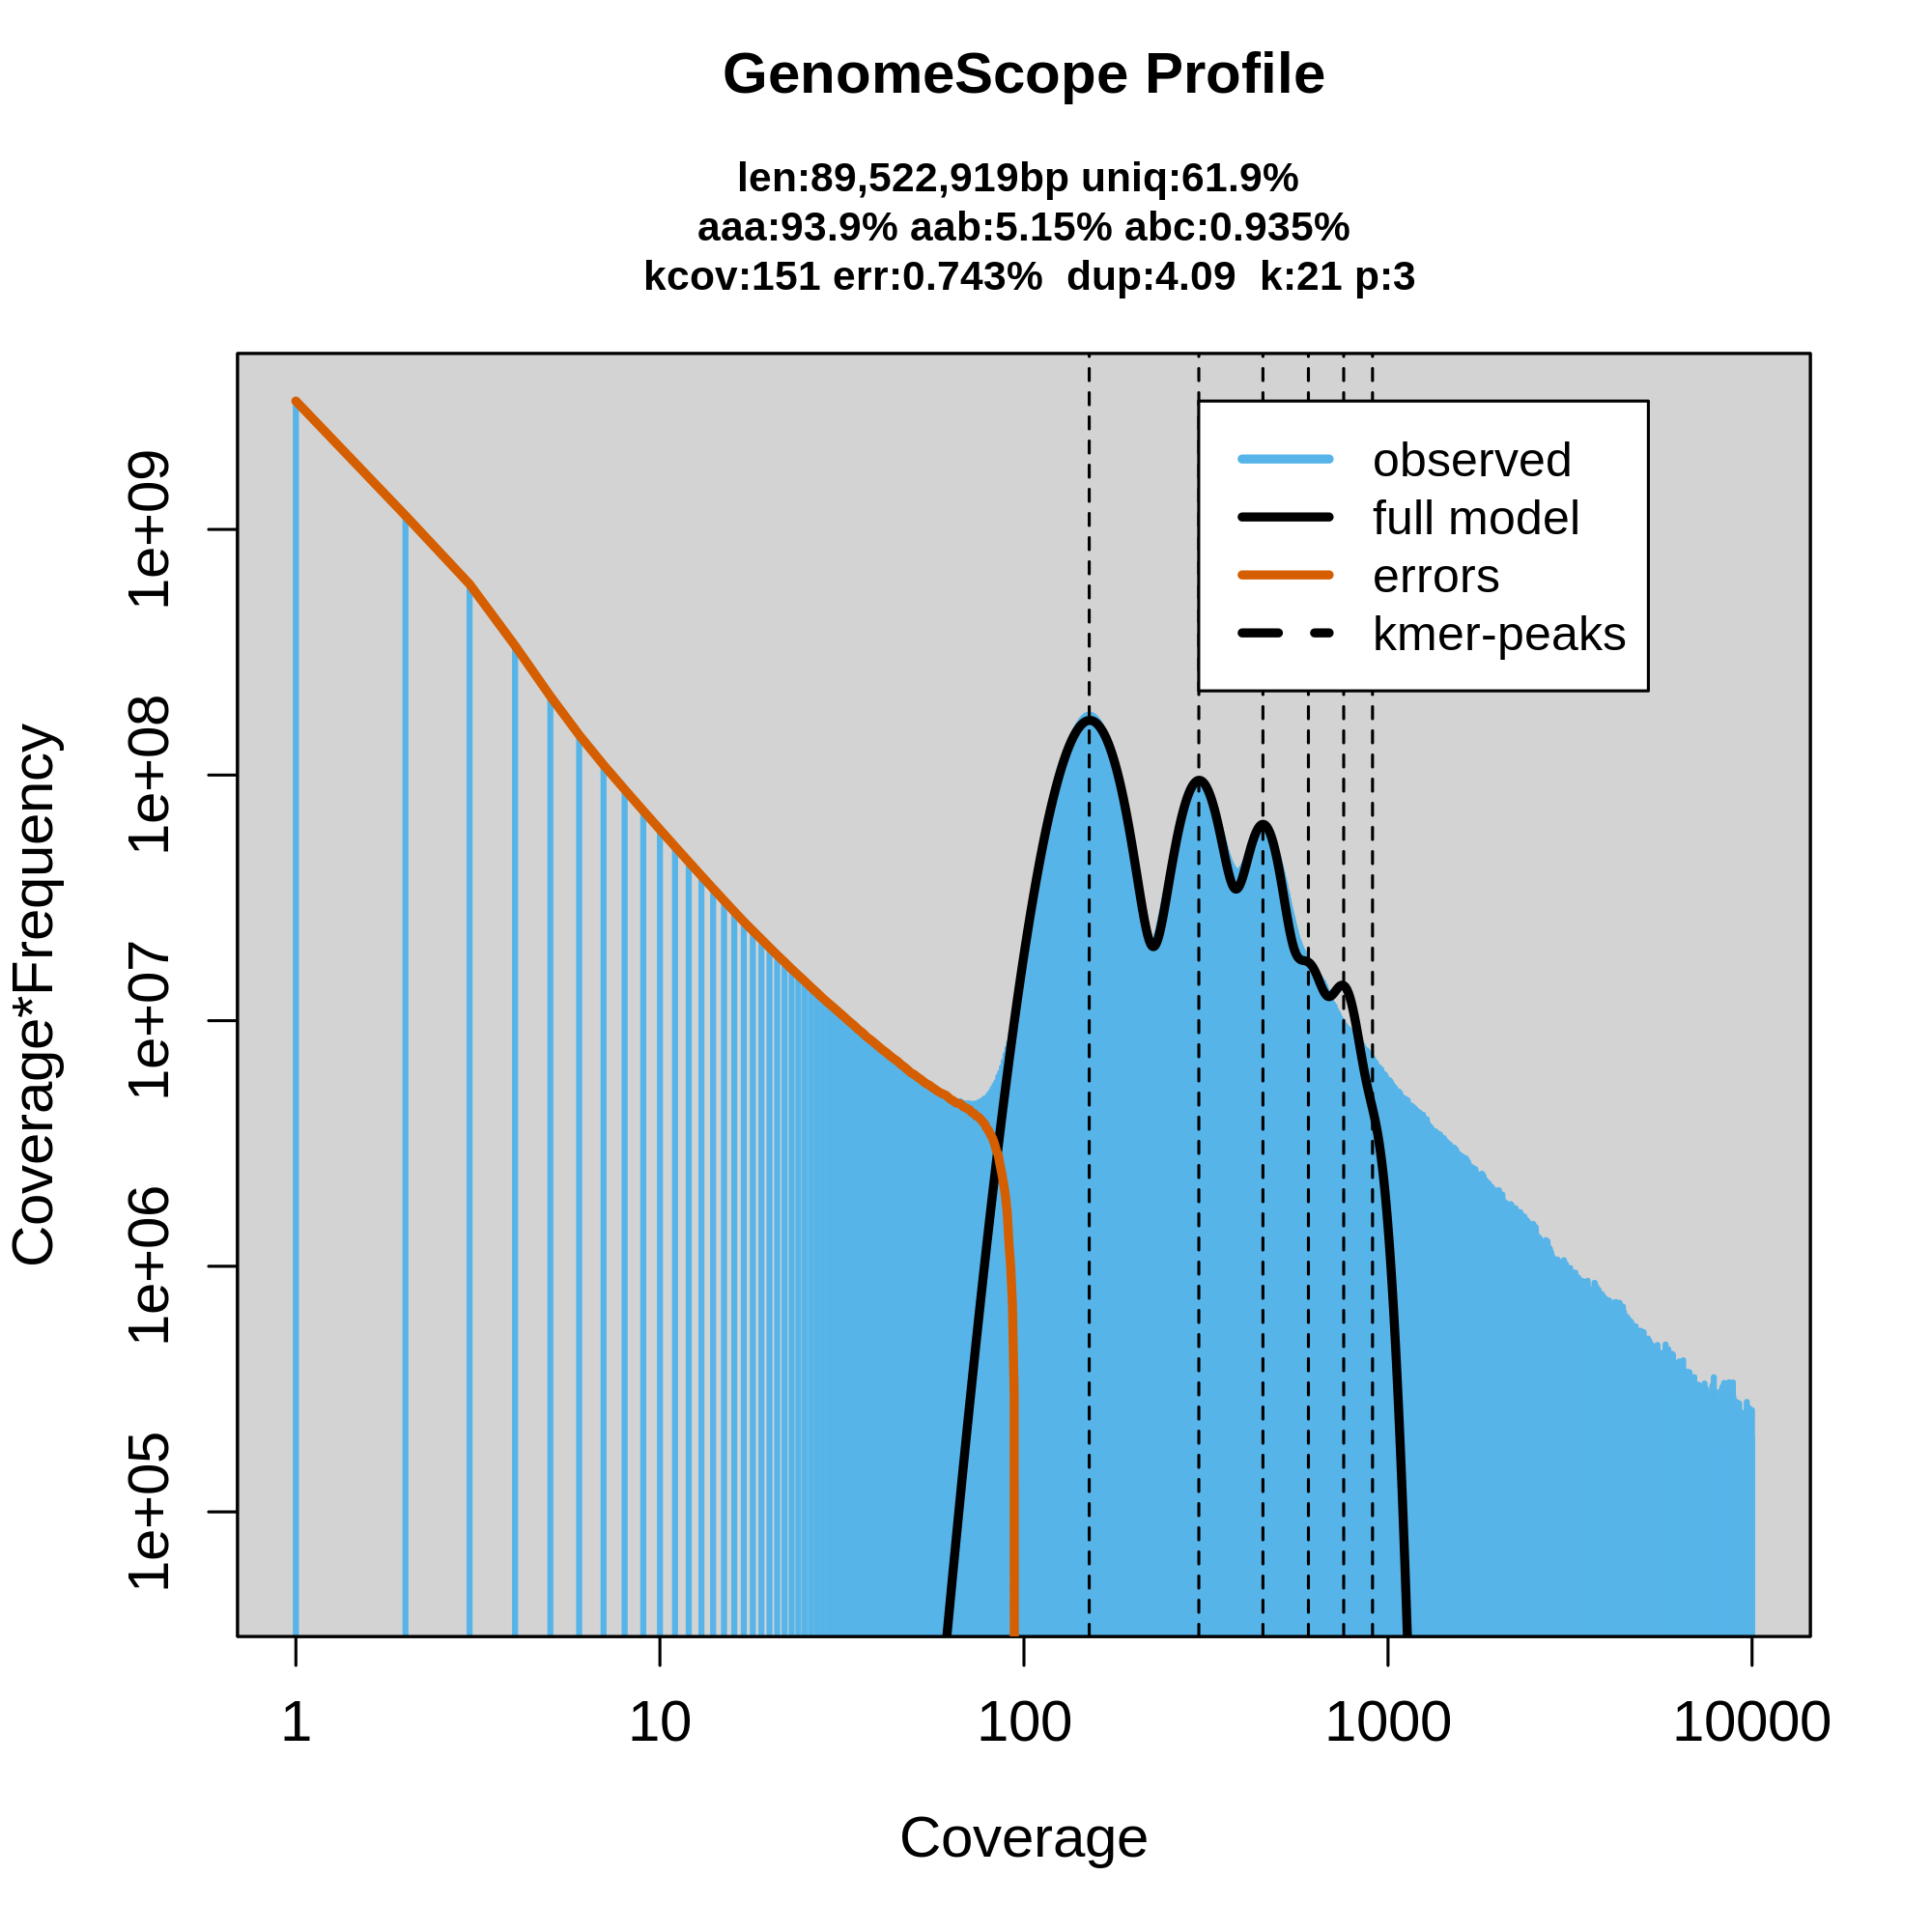 GenomeScope Profile
len:89,522,919bp uniq:61.9%
aaa:93.9% aab:5.15% abc:0.935%
kcov:151 err:0.743%  dup:4.09  k:21 p:3
observed
full model
errors
kmer-peaks
Coverage*Frequency
1e+09
1e+08
1e+07
1e+06
1e+05
1 10 100 1000 10000
Coverage